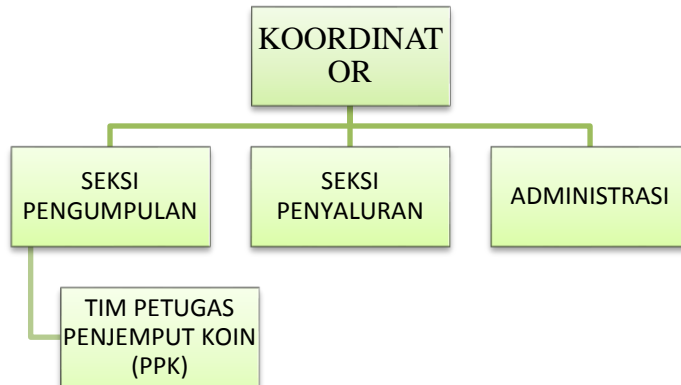 KOORDINAT
OR
SEKSI
PENGUMPULAN
SEKSI
PENYALURAN
ADMINISTRASI
TIM PETUGAS
PENJEMPUT KOIN
(PPK)